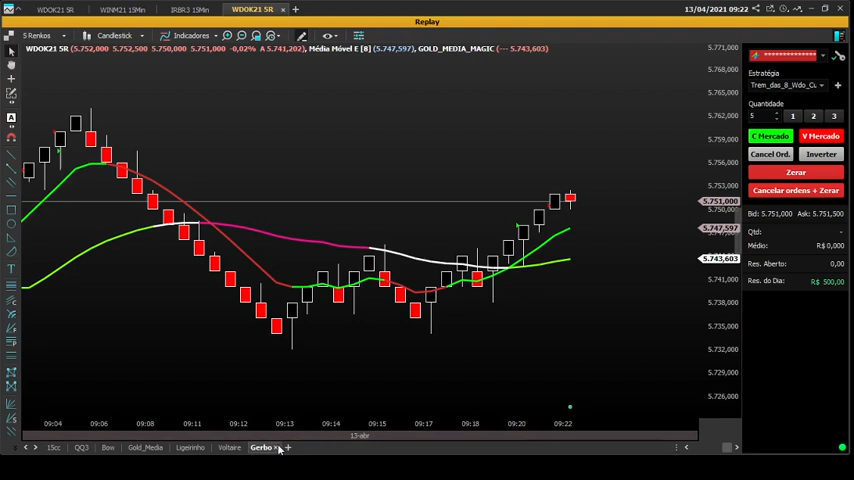 WDOK21 5R WINM21 15Min IRBR3 15Min WDOK21 5R 13/04/2021 09:22
Replay
5 Renkos Candlestick Indicadores
WDOK21 5R (5.752,000 5.752,500 5.750,000 5.751,000 -0,02% A 5.741,202), Média Móvel E [8] (5.747,597), GOLD_MEDIA_MAGIC (--- 5.743,603)
5.771,000
5.768,000
5.765,000
5.762,000
5.759,000
5.756,000
5.753,000
5.751,000
5.750,000
5.747,597
5.743,603
5.741,000
5.738,000
5.735,000
5.732,000
5.729,000
5.726,000
09:04 09:06 09:08 09:11 09:12 09:13 09:14 09:15 09:16 09:18 09:20 09:22
13-abr
15cc QQ3 Bow Gold_Media Ligeirinho Voltaire Gerbo
***************
Estratégia
Trem_das_8_Wdo_Cu
Quantidade
5 1 2 3
C Mercado V Mercado
Cancel Ord. Inverter
Zerar
Cancelar ordens + Zerar
Bid: 5.751,000 Ask: 5.751,500
Qtd: -
Médio: R$ 0,000
Res. Aberto: 0,00
Res. do Dia: R$ 500,00